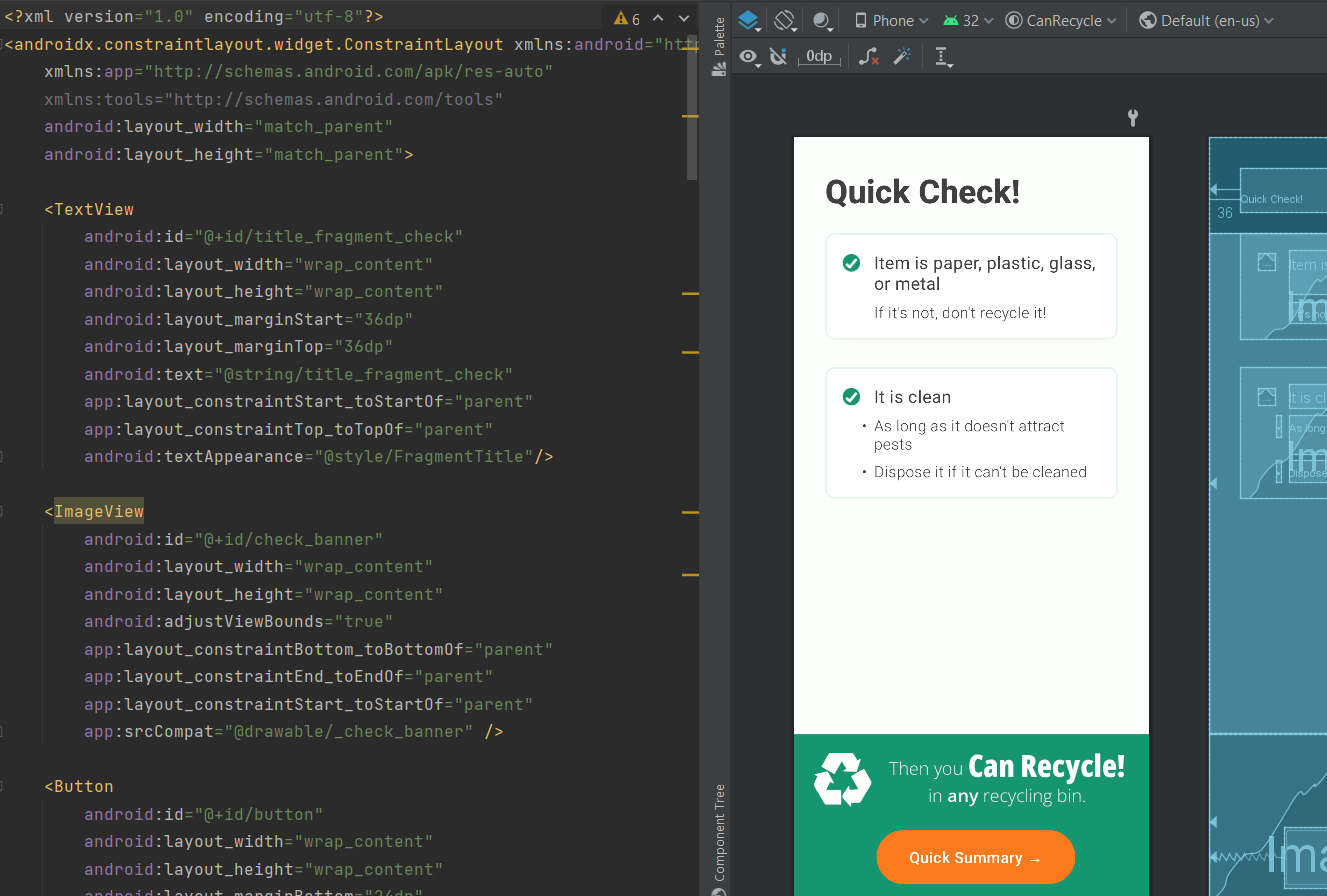 <?xml version="1.0" encoding="utf-8"?>
6
<androidx.constraintlayout.widget.ConstraintLayout xmlns:android="htt
xmlns:app="http://schemas.android.com/apk/res-auto"
xmlns:tools="http://schemas.android.com/tools"
android:layout_width="match_parent"
android:layout_height="match_parent">
<TextView
android:id="@+id/title_fragment_check"
android:layout_width="wrap_content"
android:layout_height="wrap_content"
android:layout_marginStart="36dp"
android:layout_marginTop="36dp"
android:text="@string/title_fragment_check"
app:layout_constraintStart_toStartOf="parent"
app:layout_constraintTop_toTopOf="parent"
android:textAppearance="@style/FragmentTitle"/>
<ImageView
android:id="@+id/check_banner"
android:layout_width="wrap_content"
android:layout_height="wrap_content"
android:adjustViewBounds="true"
app:layout_constraintBottom_toBottomOf="parent"
app:layout_constraintEnd_toEndOf="parent"
app:layout_constraintStart_toStartOf="parent"
app:srcCompat="@drawable/_check_banner" />
<Button
android:id="@+id/button"
android:layout_width="wrap_content"
android:layout_height="wrap_content"
android:layout_marginBottom="24dp"
Palette
Component Tree
Phone 32 CanRecycle Default (en-us)
0dp
Quick Check!
Item is paper, plastic, glass,
or metal
If it's not, don't recycle it!
It is clean
• As long as it doesn't attract
pests
• Dispose it if it can't be cleaned
Then you Can Recycle!
in any recycling bin.
Quick Summary →
Quick Check!
36
Item is
It is cl
As long
Dispose
Ima